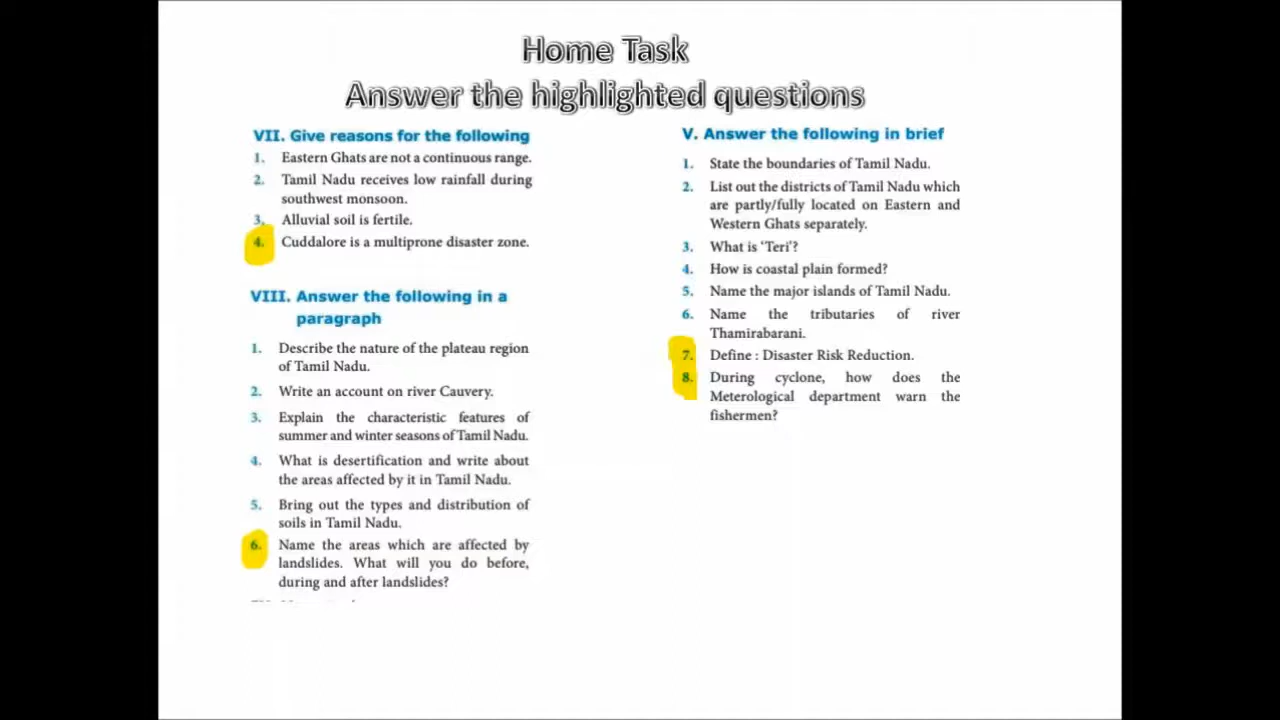 Home Task
Answer the highlighted questions
VII. Give reasons for the following
1. Eastern Ghats are not a continuous range.
2. Tamil Nadu receives low rainfall during
southwest monsoon.
3. Alluvial soil is fertile.
4. Cuddalore is a multiprone disaster zone.
VIII. Answer the following in a
paragraph
1. Describe the nature of the plateau region
of Tamil Nadu.
2. Write an account on river Cauvery.
3. Explain the characteristic features of
summer and winter seasons of Tamil Nadu.
4. What is desertification and write about
the areas affected by it in Tamil Nadu.
5. Bring out the types and distribution of
soils in Tamil Nadu.
6. Name the areas which are affected by
landslides. What will you do before,
during and after landslides?
V. Answer the following in brief
1. State the boundaries of Tamil Nadu.
2. List out the districts of Tamil Nadu which
are partly/fully located on Eastern and
Western Ghats separately.
3. What is 'Teri'?
4. How is coastal plain formed?
5. Name the major islands of Tamil Nadu.
6. Name the tributaries of river
Thamirabarani.
7. Define : Disaster Risk Reduction.
8. During cyclone, how does the
Meterological department warn the
fishermen?